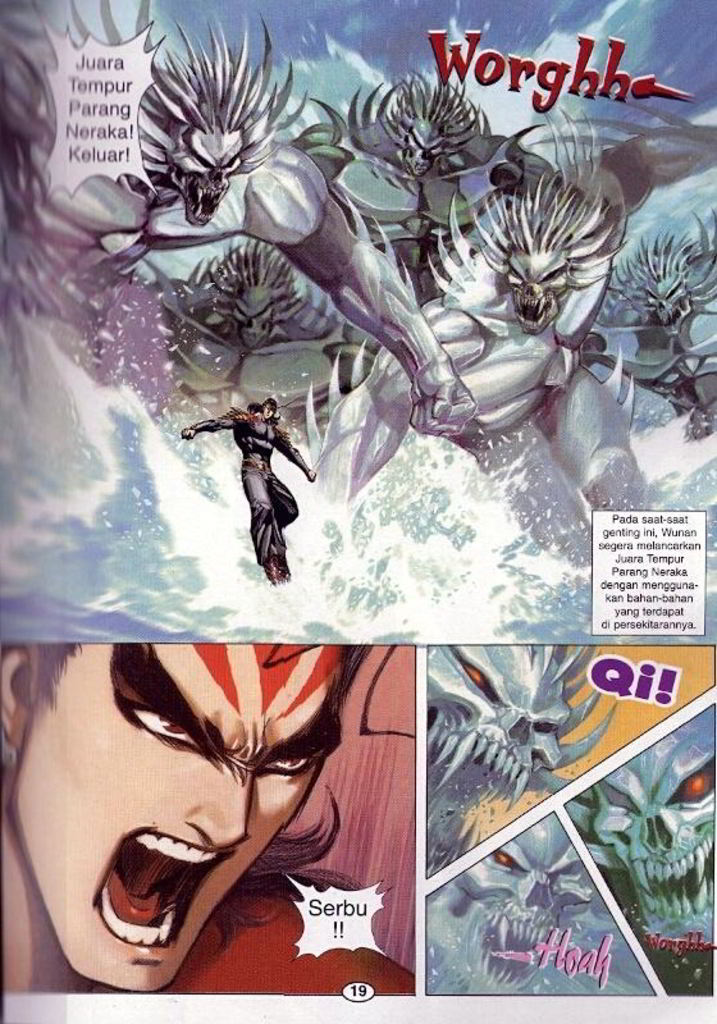 Juara
Tempur
Parang
Neraka!
Keluar!
Worghh
Pada saat-saat
genting ini, Wunan
segera melancarkan
Juara Tempur
Parang Neraka
dengan mengguna-
kan bahan-bahan
yang terdapat
di persekitarannya.
Serbu
!!
Qi!
Hoah
Worghh
19